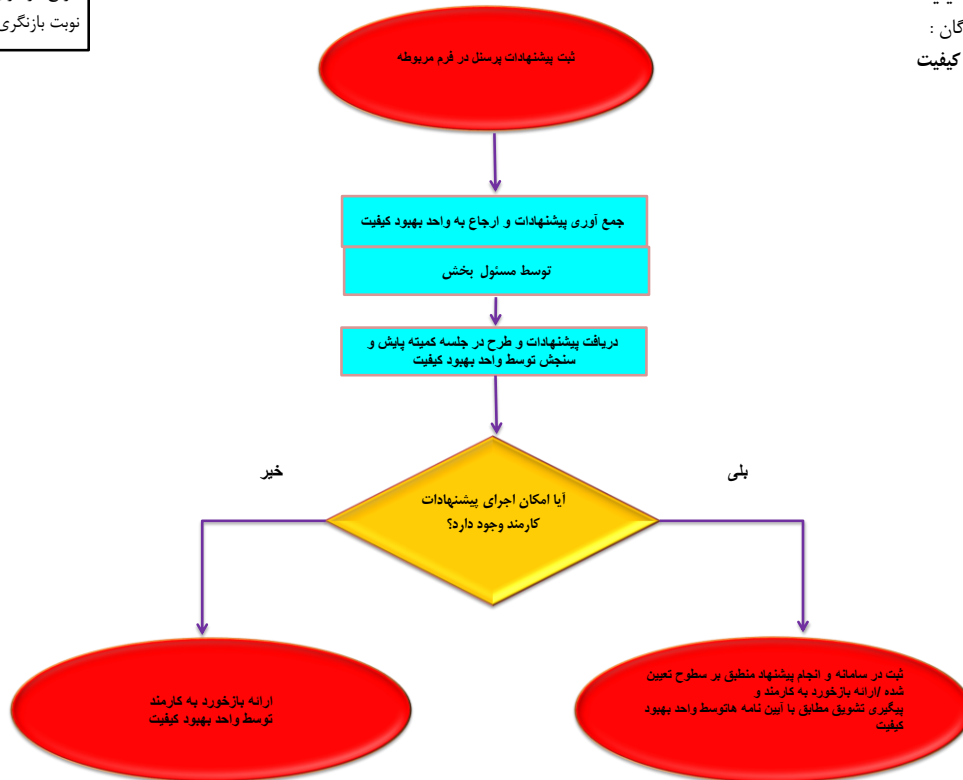 نوبت بازنگری
گان :
کیفیت
ثبت پیشنهادات پرسنل در فرم مربوطه
جمع آوری پیشنهادات و ارجاع به واحد بهبود کیفیت
توسط مسئول بخش
دریافت پیشنهادات و طرح در جلسه کمیته پایش و
سنجش توسط واحد بهبود کیفیت
آیا امکان اجرای پیشنهادات
کارمند وجود دارد؟
بلی
خیر
ثبت در سامانه و انجام پیشنهاد منطبق بر سطوح تعیین
شده /ارائه بازخورد به کارمند و
پیگیری تشویق مطابق با آیین نامه هاتوسط واحد بهبود
کیفیت
ارائه بازخورد به کارمند
توسط واحد بهبود کیفیت